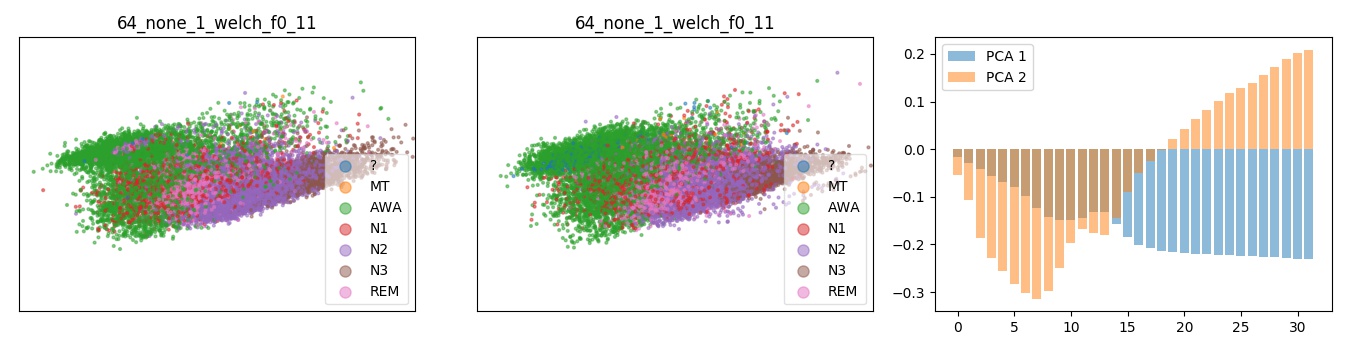 64_none_1_welch_f0_11
?
MT
AWA
N1
N2
N3
REM
64_none_1_welch_f0_11
?
MT
AWA
N1
N2
N3
REM
PCA 1
PCA 2
0.2
0.1
0.0
−0.1
−0.2
−0.3
0 5 10 15 20 25 30